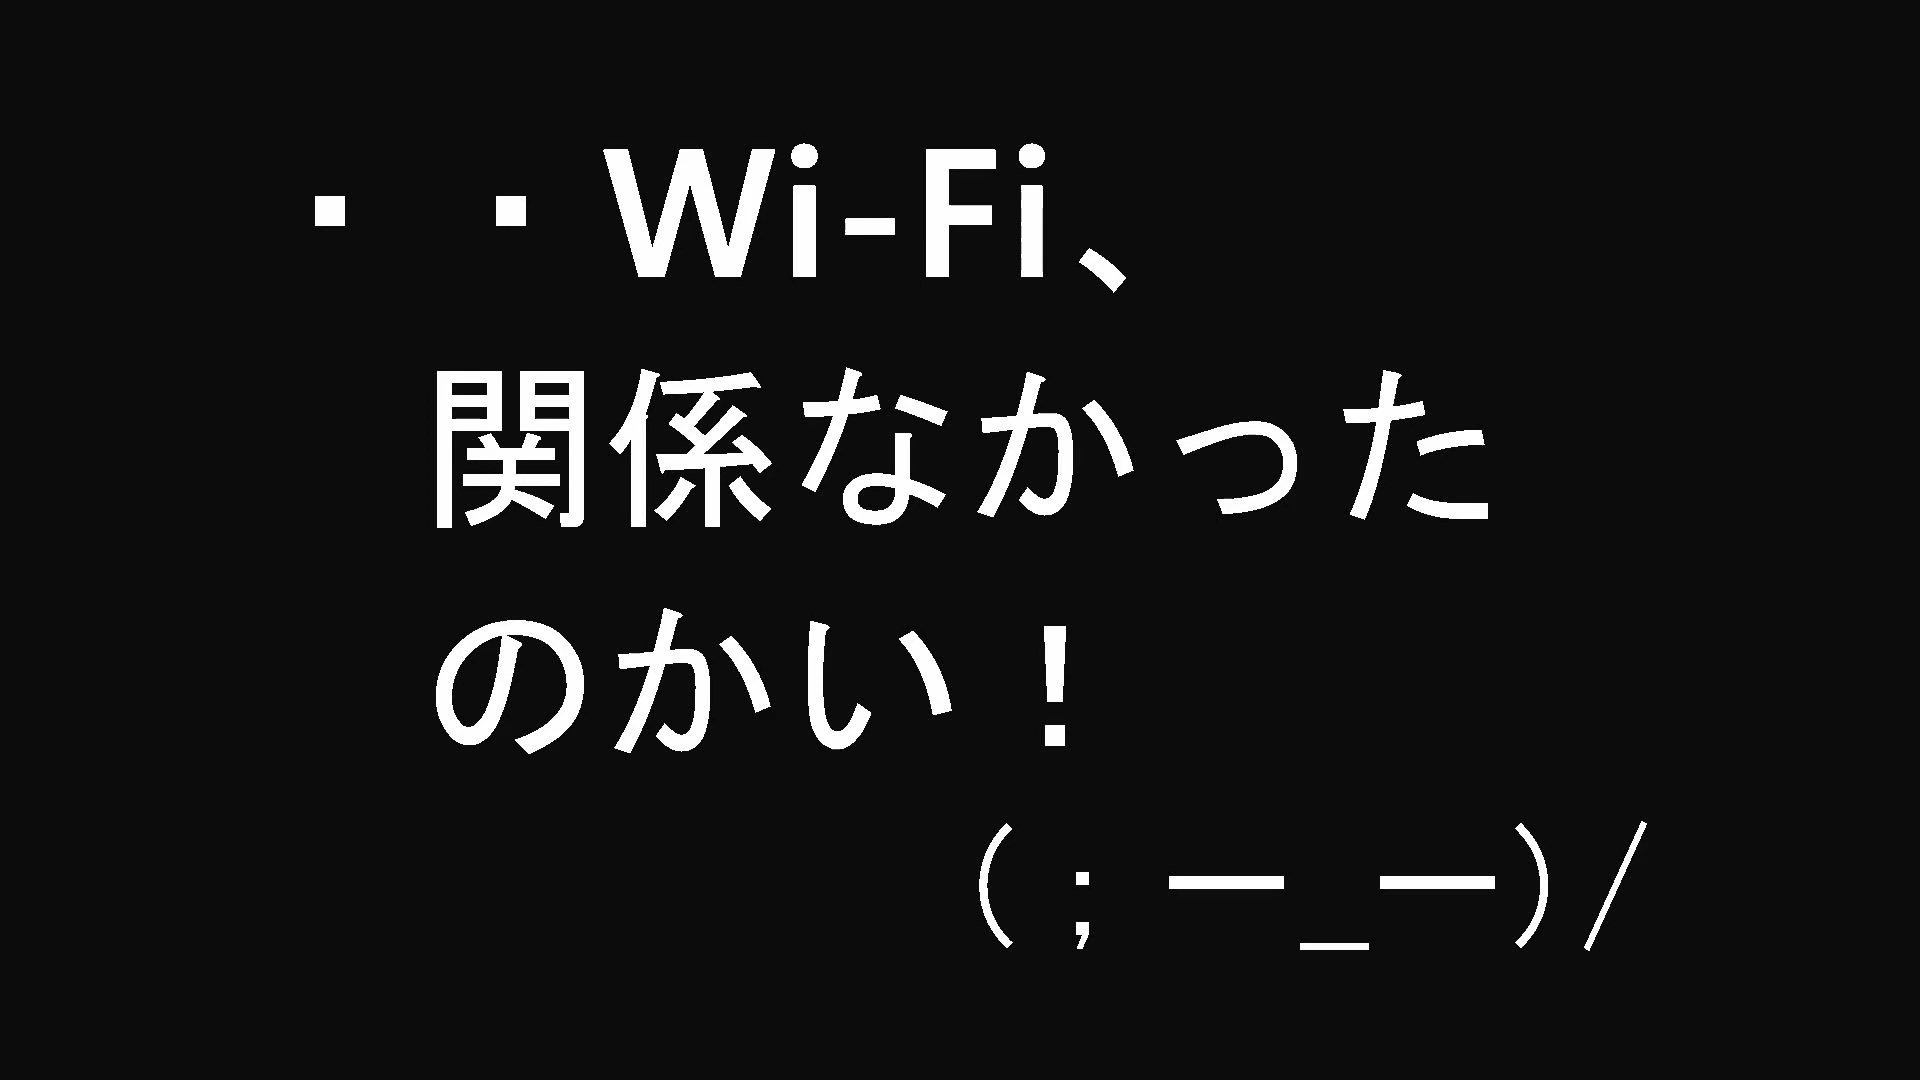 ・・Wi-Fi、
関係なかった
のかい！
(；ー_ー)/